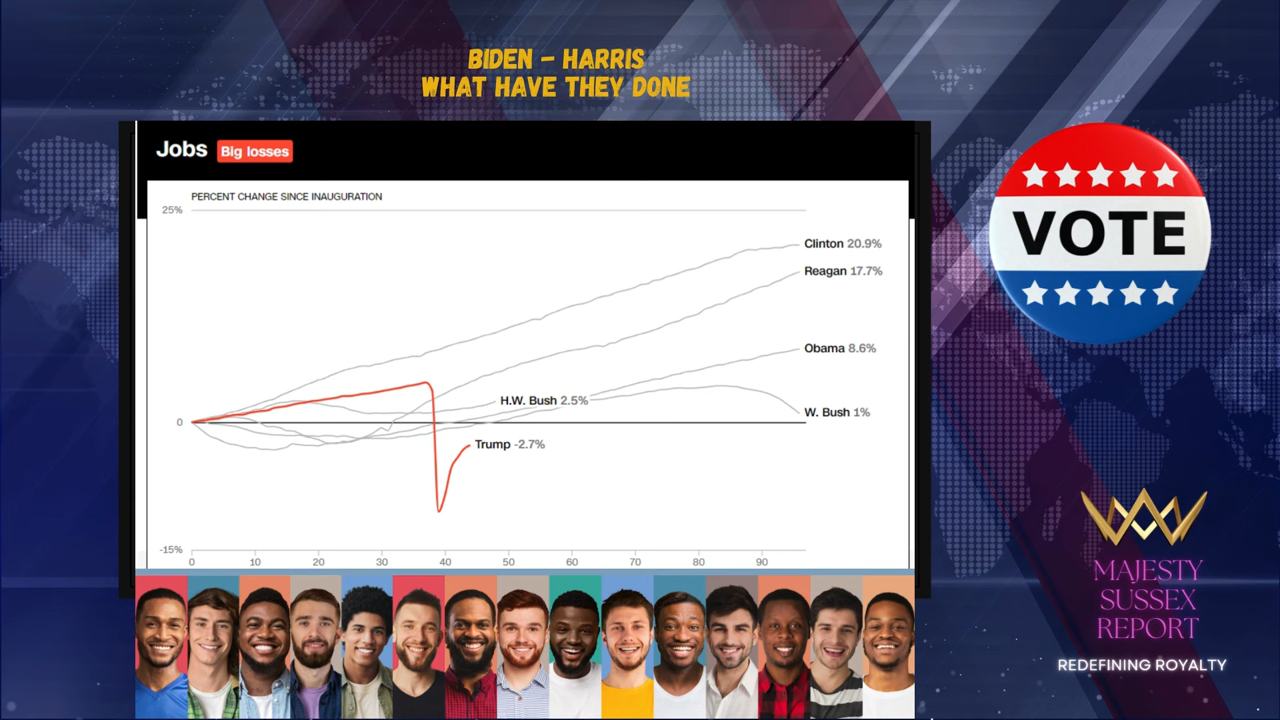 BIDEN – HARRIS
WHAT HAVE THEY DONE
Jobs Big losses
PERCENT CHANGE SINCE INAUGURATION
25%
Clinton 20.9%
Reagan 17.7%
Obama 8.6%
H.W. Bush 2.5%
W. Bush 1%
0
Trump -2.7%
-15%
0 10 20 30 40 50 60 70 80 90
VOTE
MAJESTY
SUSSEX
REPORT
REDEFINING ROYALTY